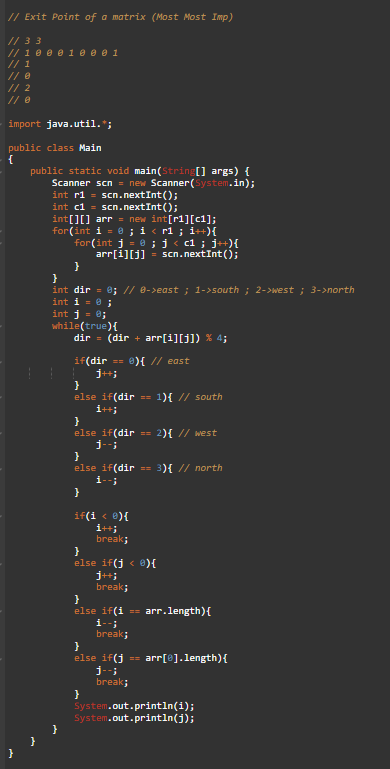 // Exit Point of a matrix (Most Most Imp)
// 3 3
// 1 0 0 0 1 0 0 0 1
// 1
// 0
// 2
// 0
import java.util.*;
public class Main
{
public static void main(String[] args) {
Scanner scn = new Scanner(System.in);
int r1 = scn.nextInt();
int c1 = scn.nextInt();
int[][] arr = new int[r1][c1];
for(int i = 0 ; i < r1 ; i++){
for(int j = 0 ; j < c1 ; j++){
arr[i][j] = scn.nextInt();
}
}
int dir = 0; // 0->east ; 1->south ; 2->west ; 3->north
int i = 0 ;
int j = 0;
while(true){
dir = (dir + arr[i][j]) % 4;
if(dir == 0){ // east
j++;
}
else if(dir == 1){ // south
i++;
}
else if(dir == 2){ // west
j--;
}
else if(dir == 3){ // north
i--;
}
if(i < 0){
i++;
break;
}
else if(j < 0){
j++;
break;
}
else if(i == arr.length){
i--;
break;
}
else if(j == arr[0].length){
j--;
break;
}
System.out.println(i);
System.out.println(j);
}
}
}